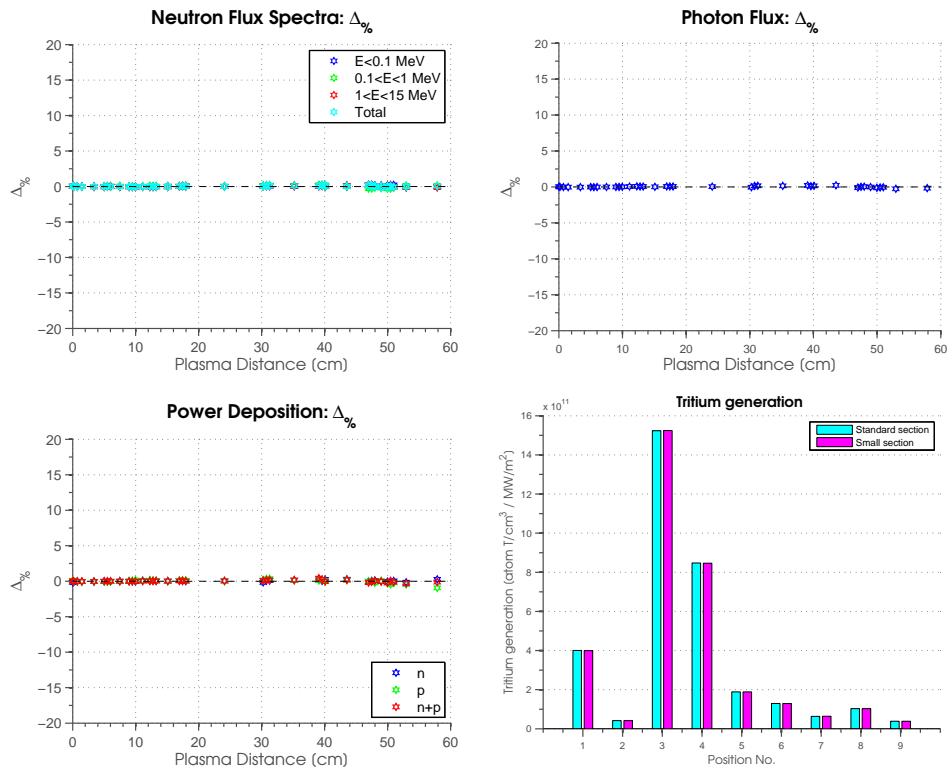 Neutron Flux Spectra: Δ%
20
15
10
5
0
−5
−10
−15
−20
Δ%
E<0.1 MeV
0.1<E<1 MeV
1<E<15 MeV
Total
0 10 20 30 40 50 60
Plasma Distance (cm)
Photon Flux: Δ%
20
15
10
5
0
−5
−10
−15
−20
Δ%
0 10 20 30 40 50 60
Plasma Distance (cm)
Power Deposition: Δ%
20
15
10
5
0
−5
−10
−15
−20
Δ%
n
p
n+p
0 10 20 30 40 50 60
Plasma Distance (cm)
Tritium generation
x 10^11
16
14
12
10
8
6
4
2
0
Tritium generation (atom T/cm³ / MW/m²)
Standard section
Small section
1 2 3 4 5 6 7 8 9
Position No.